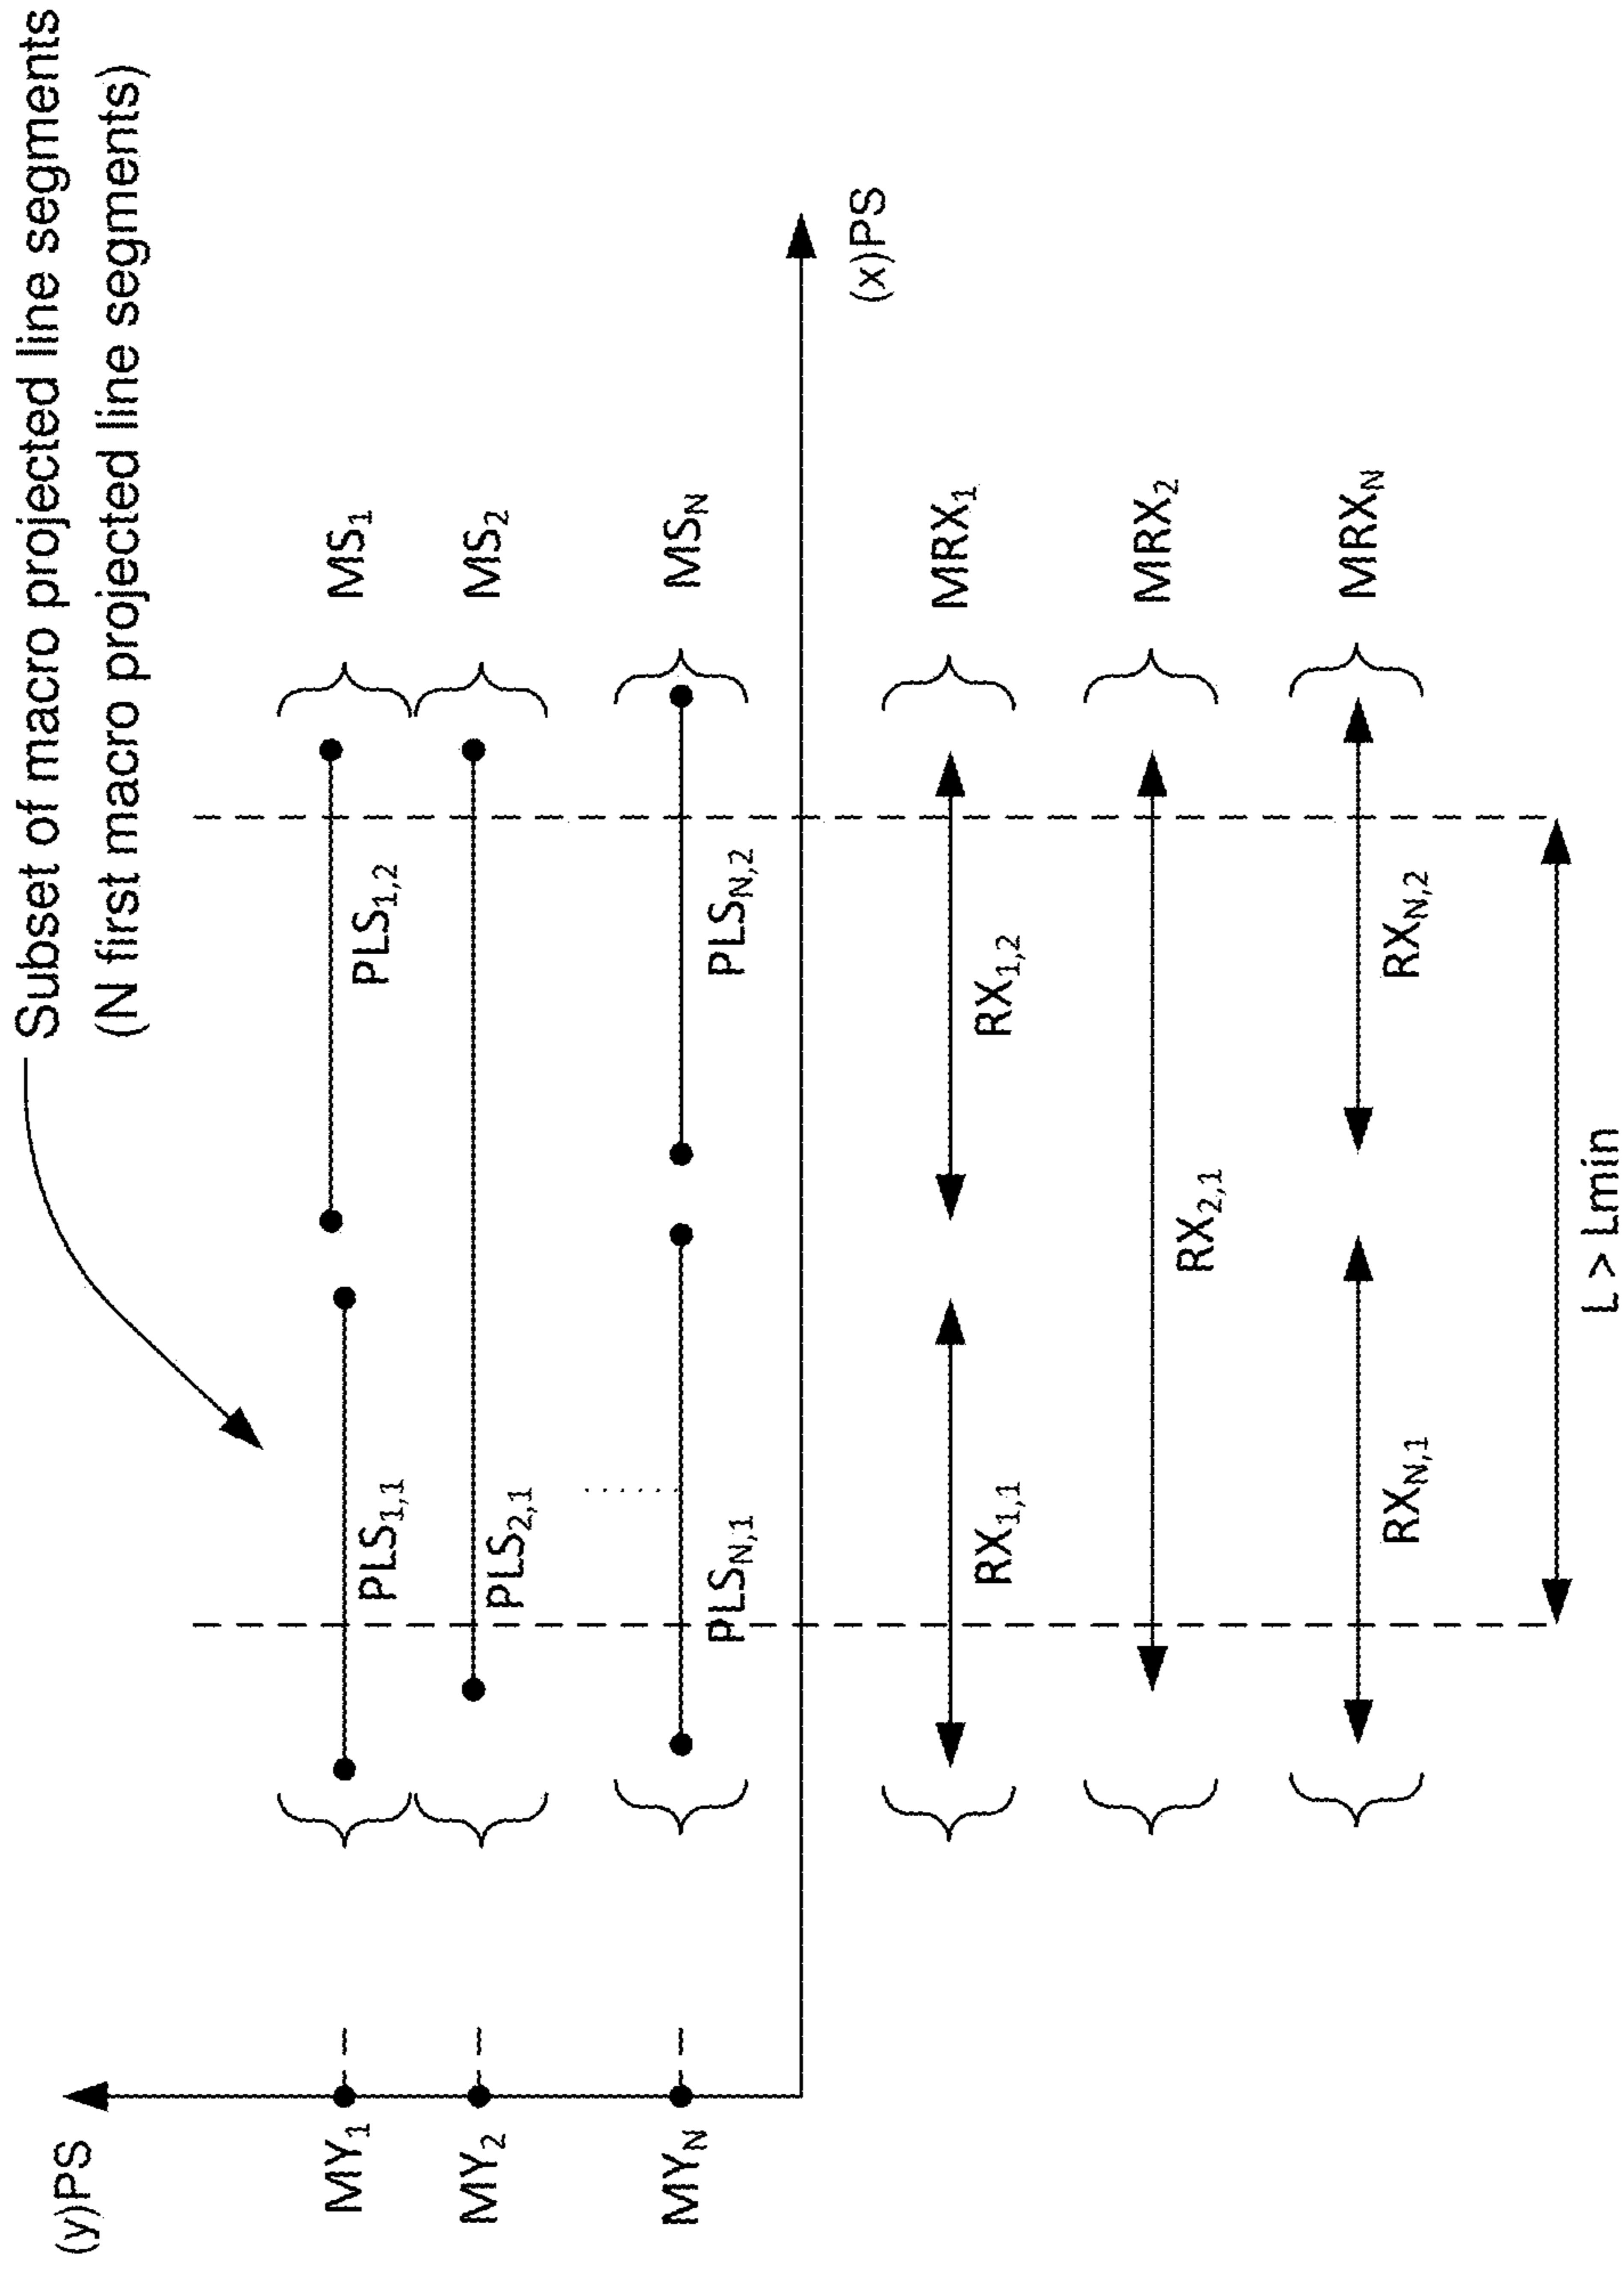 Subset of macro projected line segments
(N first macro projected line segments)
(y)PS
MY₁
PLS₁,₁
PLS₁,₂
MS₁
MY₂
PLS₂,₁
MS₂
MYN
PLSN,₁
PLSN,₂
MSN
(x)PS
RX₁,₁
RX₁,₂
MRX₁
RX₂,₁
MRX₂
RXN,₁
RXN,₂
MRXN
L > Lmin